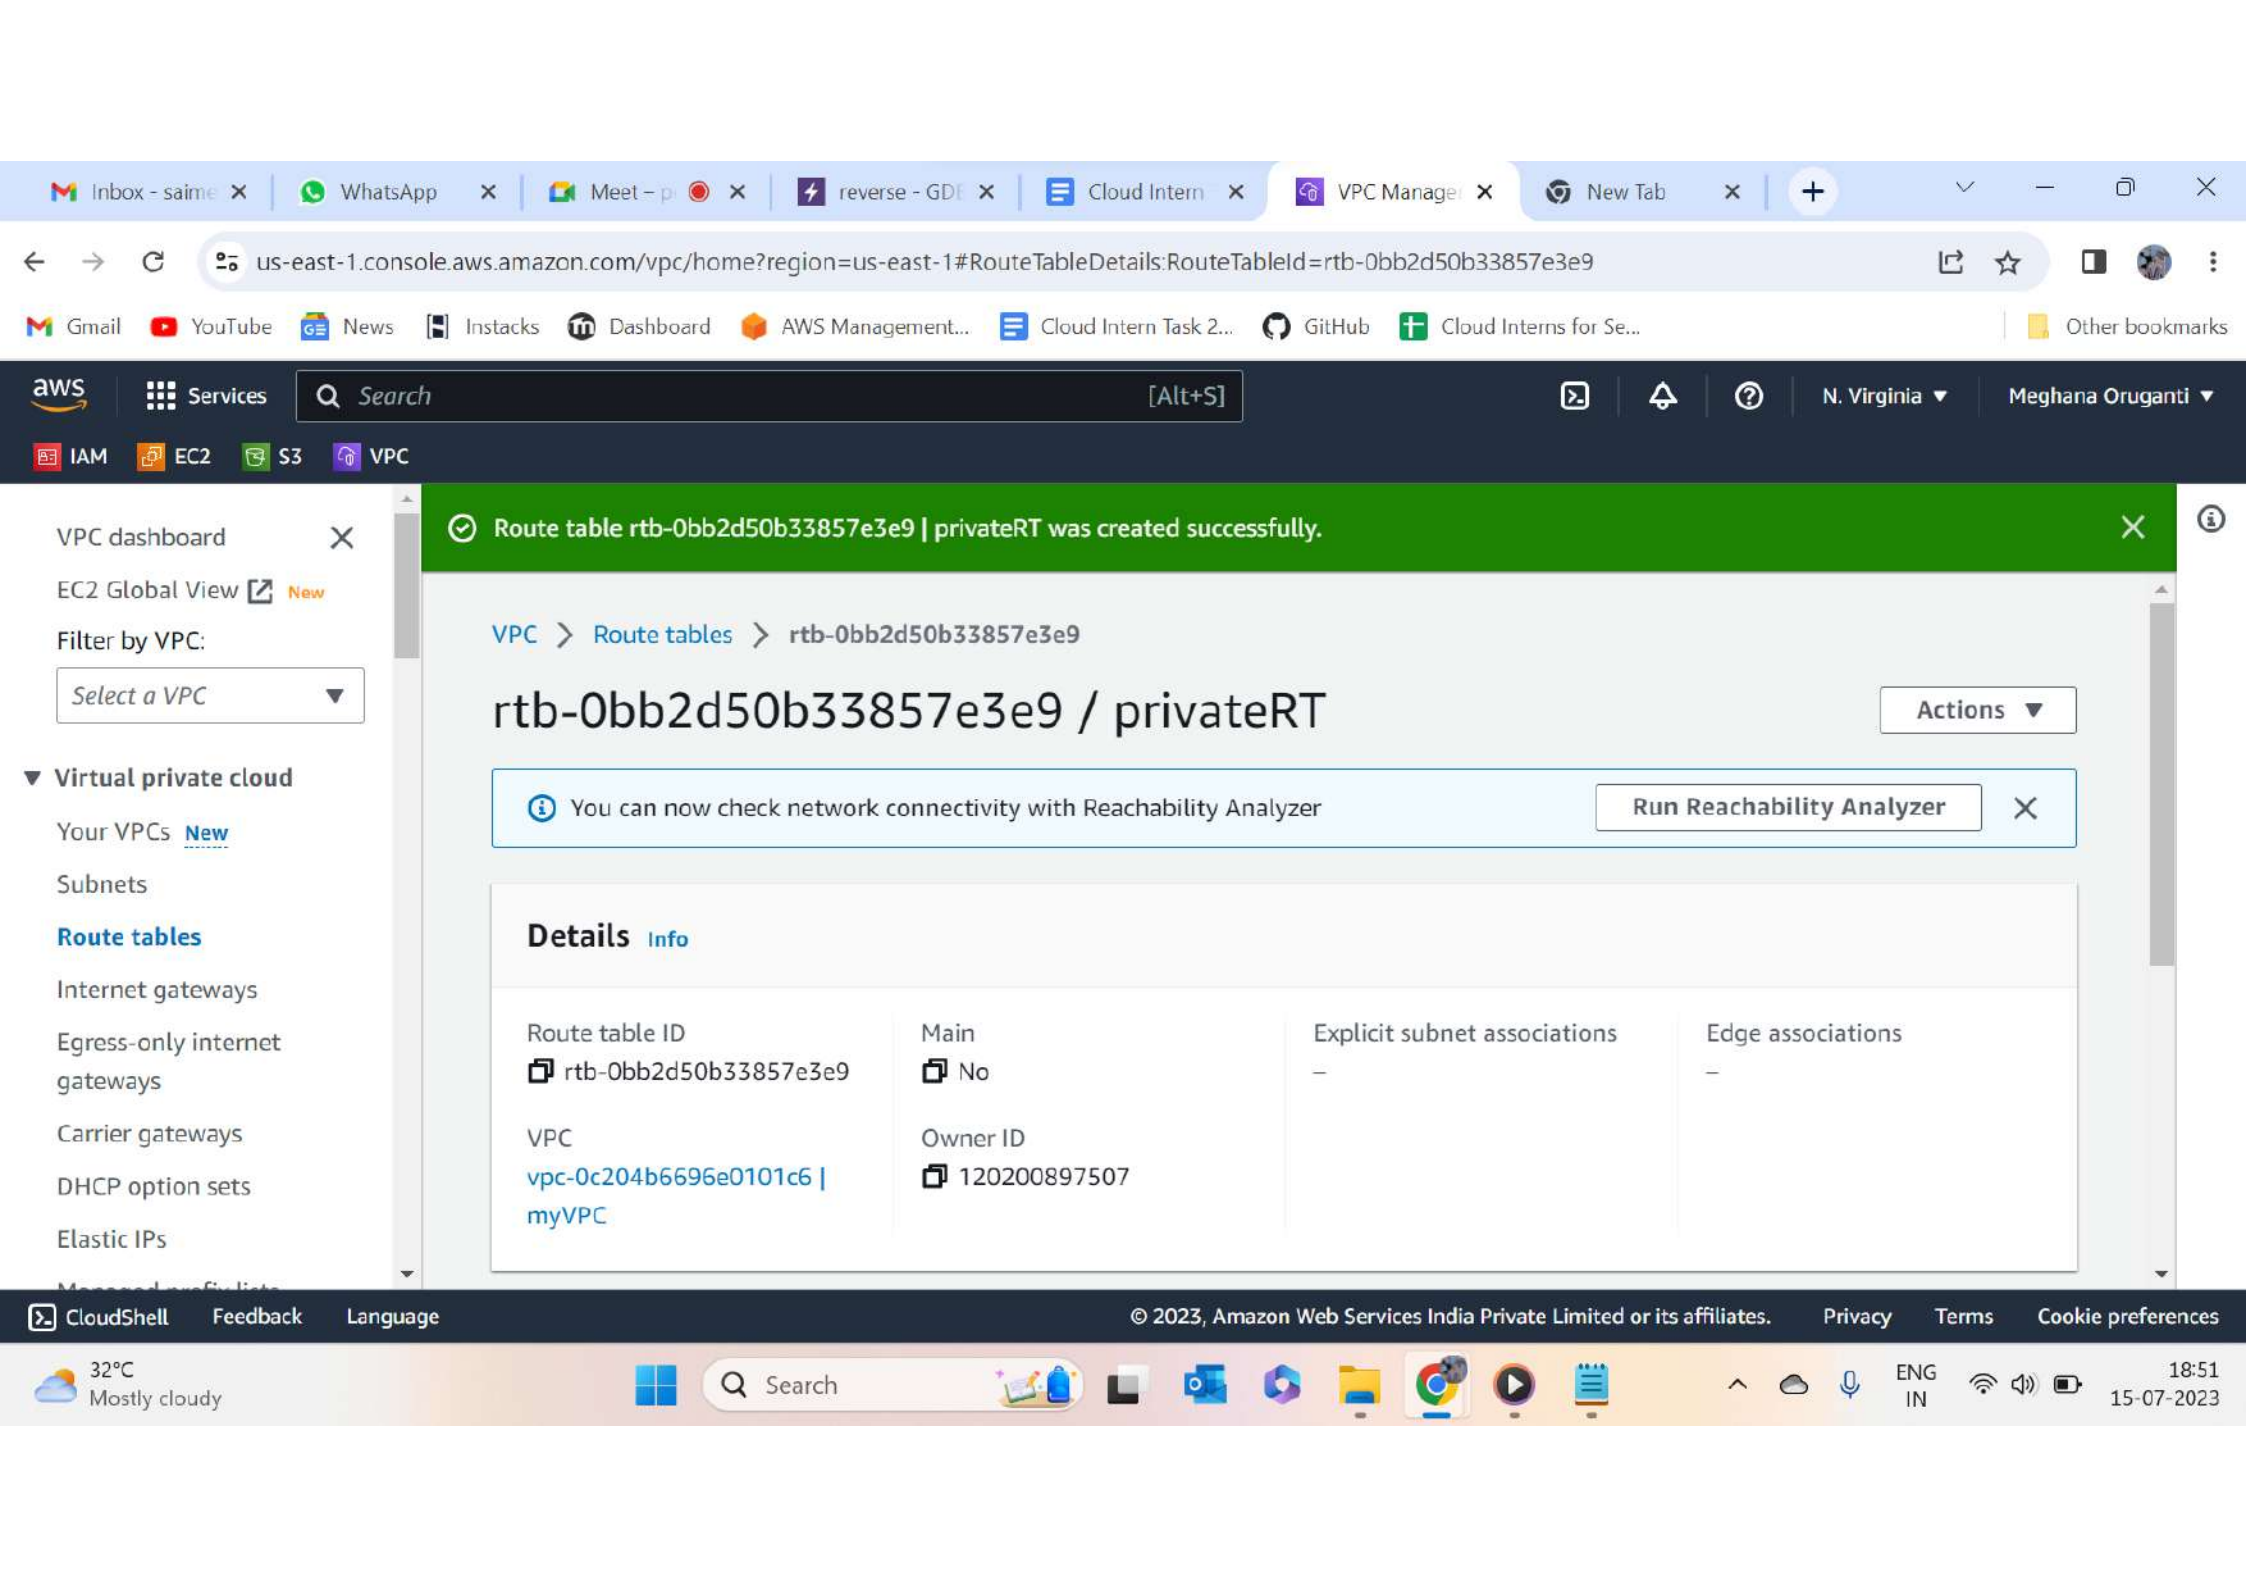 Inbox - saime
WhatsApp
Meet – p
reverse - GDB
Cloud Intern
VPC Manage
New Tab
us-east-1.console.aws.amazon.com/vpc/home?region=us-east-1#RouteTableDetails:RouteTableId=rtb-0bb2d50b33857e3e9
Gmail
YouTube
GE
News
Instacks
Dashboard
AWS Management...
Cloud Intern Task 2...
GitHub
Cloud Interns for Se...
Other bookmarks
aws
Services
Search
[Alt+S]
N. Virginia
Meghana Oruganti
IAM
EC2
S3
VPC
VPC dashboard
EC2 Global View New
Filter by VPC:
Select a VPC
Virtual private cloud
Your VPCs New
Subnets
Route tables
Internet gateways
Egress-only internet
gateways
Carrier gateways
DHCP option sets
Elastic IPs
Managed prefix lists
Route table rtb-0bb2d50b33857e3e9 | privateRT was created successfully.
VPC
Route tables
rtb-0bb2d50b33857e3e9
rtb-0bb2d50b33857e3e9 / privateRT
Actions
You can now check network connectivity with Reachability Analyzer
Run Reachability Analyzer
Details Info
Route table ID
rtb-0bb2d50b33857e3e9
Main
No
Explicit subnet associations
–
Edge associations
–
VPC
vpc-0c204b6696e0101c6 |
myVPC
Owner ID
120200897507
CloudShell
Feedback
Language
© 2023, Amazon Web Services India Private Limited or its affiliates.
Privacy
Terms
Cookie preferences
32°C
Mostly cloudy
Search
ENG
IN
18:51
15-07-2023